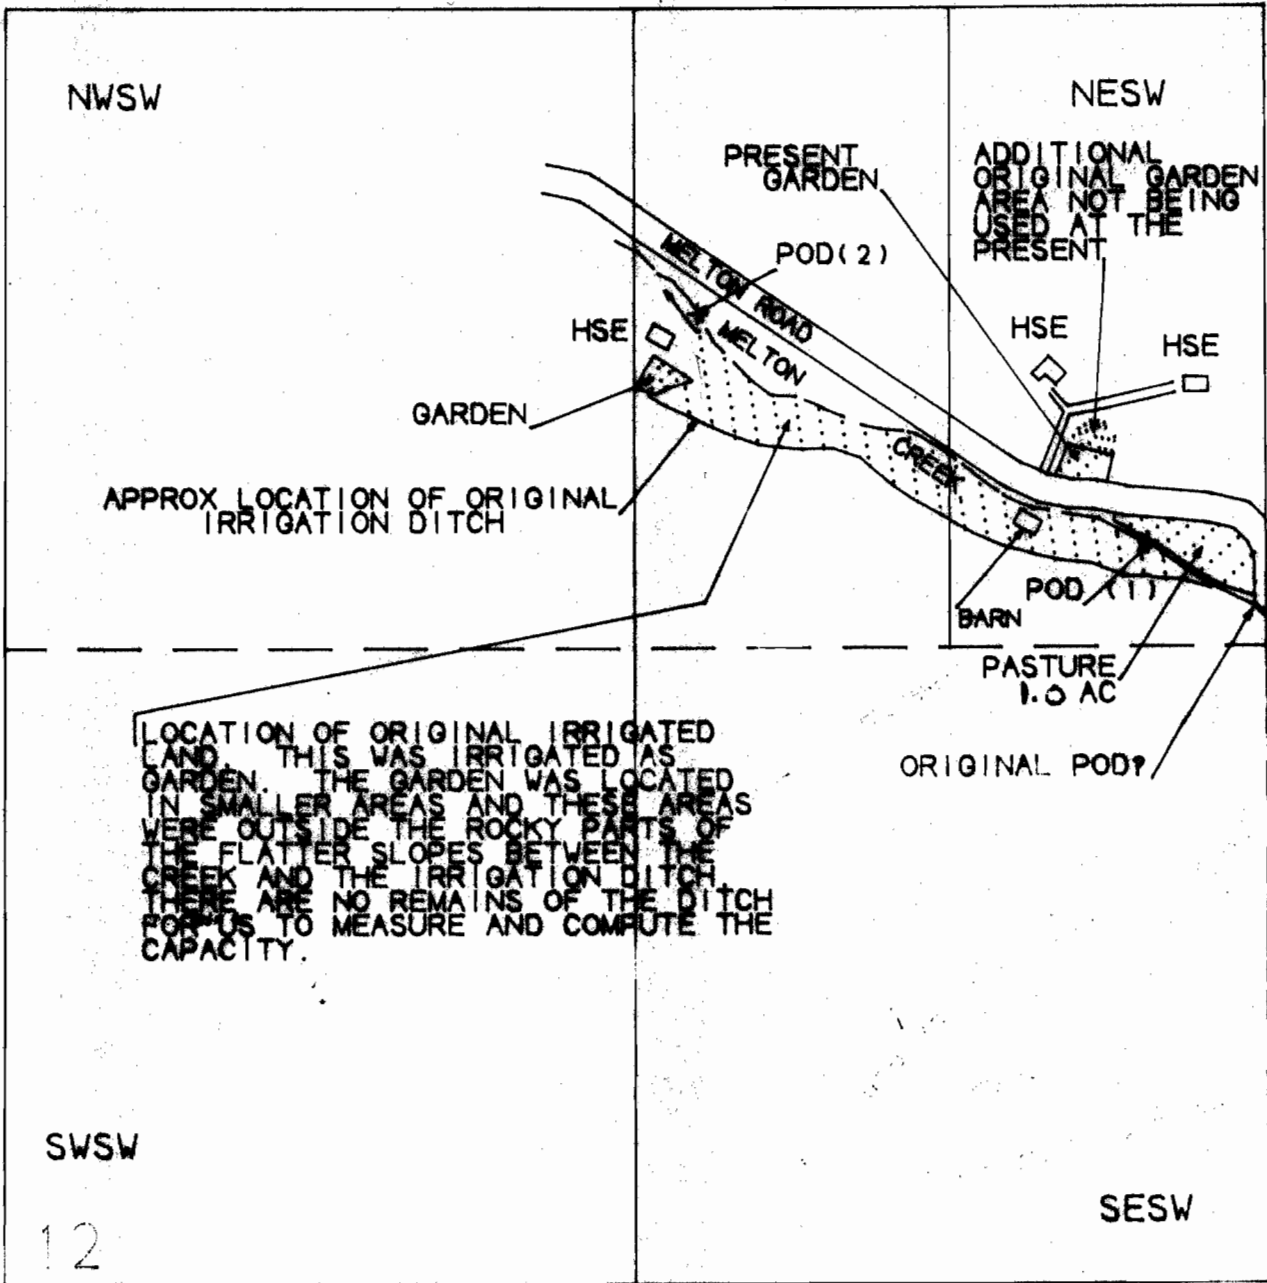 NWSW
NESW
PRESENT
GARDEN
ADDITIONAL
ORIGINAL GARDEN
AREA NOT BEING
USED AT THE
PRESENT
MELTON ROAD
POD(2)
HSE
MELTON
HSE
HSE
GARDEN
CREEK
APPROX LOCATION OF ORIGINAL
IRRIGATION DITCH
POD (1)
BARN
PASTURE
1.0 AC
ORIGINAL POD?
LOCATION OF ORIGINAL IRRIGATED
LAND. THIS WAS IRRIGATED AS
GARDEN. THE GARDEN WAS LOCATED
IN SMALLER AREAS AND THESE AREAS
WERE OUTSIDE THE ROCKY PARTS OF
THE FLATTER SLOPES BETWEEN THE
CREEK AND THE IRRIGATION DITCH.
THERE ARE NO REMAINS OF THE DITCH
FOR US TO MEASURE AND COMPUTE THE
CAPACITY.
SWSW
SESW
12